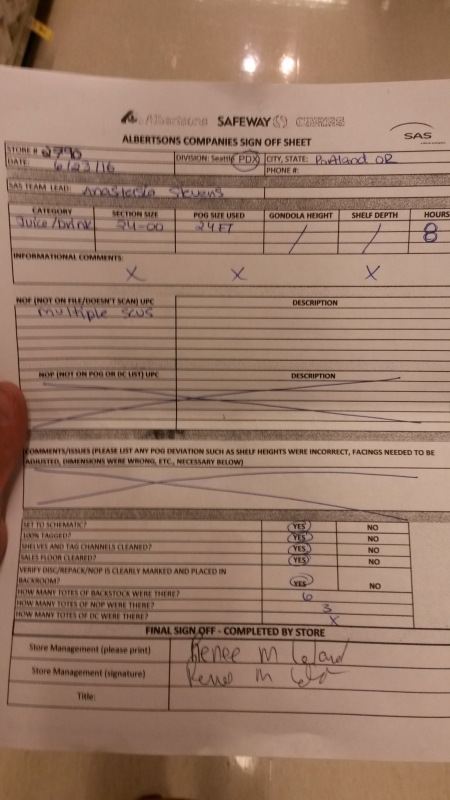 Albertsons SAFEWAY
SAS
ALBERTSONS COMPANIES SIGN OFF SHEET
STORE # 2790
DATE: 6/23/16 DIVISION: Seattle PDX CITY, STATE: Portland OR
PHONE #:
SAS TEAM LEAD: Anastasia Stevens
CATEGORY SECTION SIZE POG SIZE USED GONDOLA HEIGHT SHELF DEPTH HOURS
Juice/Drink 24-00 24FT / / 8
INFORMATIONAL COMMENTS:
X X X
NOF (NOT ON FILE/DOESN'T SCAN) UPC DESCRIPTION
multiple scus
NOP (NOT ON POG OR DC LIST) UPC DESCRIPTION
COMMENTS/ISSUES (PLEASE LIST ANY POG DEVIATION SUCH AS SHELF HEIGHTS WERE INCORRECT, FACINGS NEEDED TO BE
ADJUSTED, DIMENSIONS WERE WRONG, ETC., NECESSARY BELOW)
SET TO SCHEMATIC? YES NO
100% TAGGED? YES NO
SHELVES AND TAG CHANNELS CLEANED? YES NO
SALES FLOOR CLEARED? YES NO
VERIFY DISC/REPACK/NOP IS CLEARLY MARKED AND PLACED IN
BACKROOM? YES NO
HOW MANY TOTES OF BACKSTOCK WERE THERE? 6
HOW MANY TOTES OF NOP WERE THERE? 3
HOW MANY TOTES OF DC WERE THERE? X
FINAL SIGN OFF - COMPLETED BY STORE
Store Management (please print) Renee M
Store Management (signature) Renee M
Title: